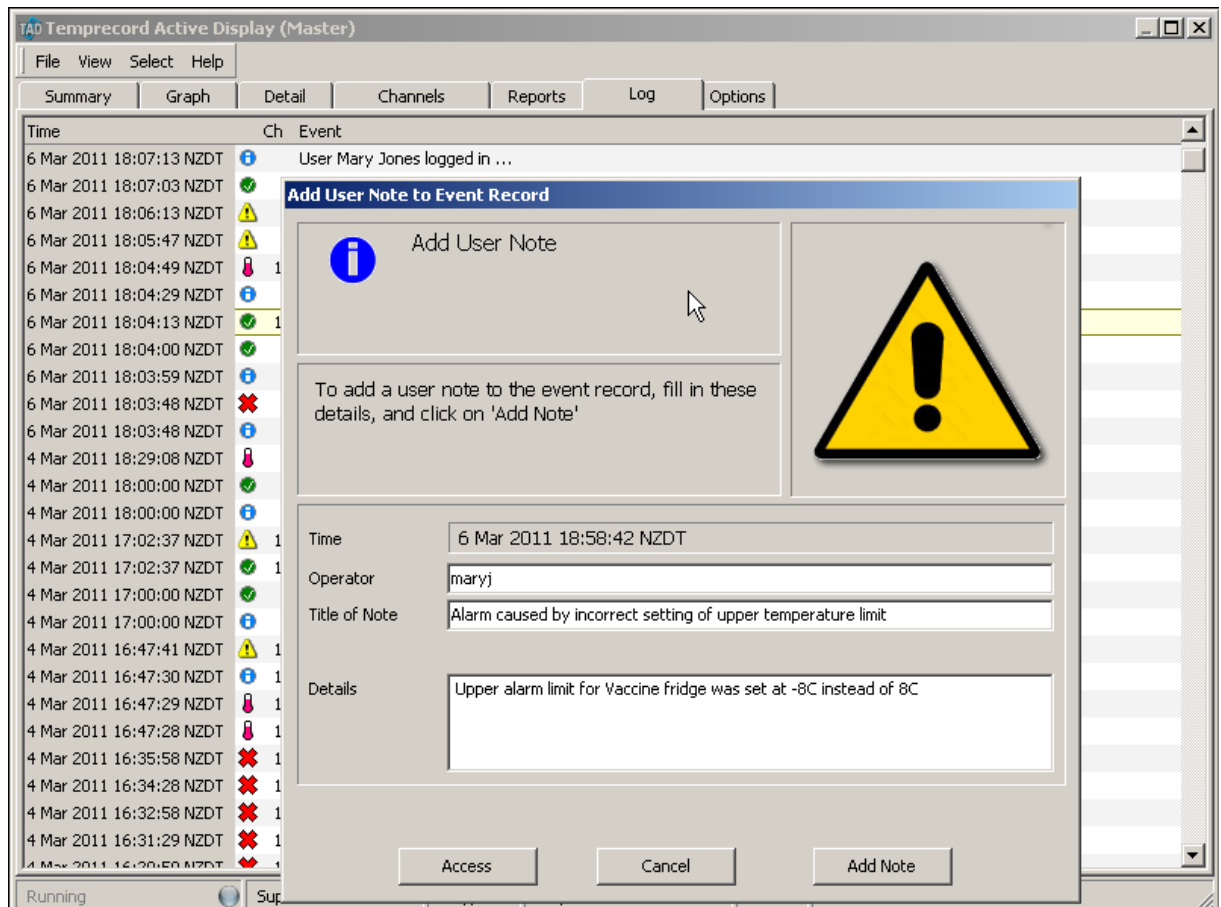 TAD Temprecord Active Display (Master)
File View Select Help
Summary Graph Detail Channels Reports Log Options
Time Ch Event
6 Mar 2011 18:07:13 NZDT User Mary Jones logged in ...
6 Mar 2011 18:07:03 NZDT
6 Mar 2011 18:06:13 NZDT
6 Mar 2011 18:05:47 NZDT
6 Mar 2011 18:04:49 NZDT 1
6 Mar 2011 18:04:29 NZDT
6 Mar 2011 18:04:13 NZDT 1
6 Mar 2011 18:04:00 NZDT
6 Mar 2011 18:03:59 NZDT
6 Mar 2011 18:03:48 NZDT
6 Mar 2011 18:03:48 NZDT
4 Mar 2011 18:29:08 NZDT
4 Mar 2011 18:00:00 NZDT
4 Mar 2011 18:00:00 NZDT
4 Mar 2011 17:02:37 NZDT 1
4 Mar 2011 17:02:37 NZDT 1
4 Mar 2011 17:00:00 NZDT
4 Mar 2011 17:00:00 NZDT
4 Mar 2011 16:47:41 NZDT 1
4 Mar 2011 16:47:30 NZDT 1
4 Mar 2011 16:47:29 NZDT 1
4 Mar 2011 16:47:28 NZDT 1
4 Mar 2011 16:35:58 NZDT 1
4 Mar 2011 16:34:28 NZDT 1
4 Mar 2011 16:32:58 NZDT 1
4 Mar 2011 16:31:29 NZDT 1
Add User Note to Event Record
Add User Note
To add a user note to the event record, fill in these
details, and click on 'Add Note'
Time 6 Mar 2011 18:58:42 NZDT
Operator maryj
Title of Note Alarm caused by incorrect setting of upper temperature limit
Details Upper alarm limit for Vaccine fridge was set at -8C instead of 8C
Access Cancel Add Note
Running